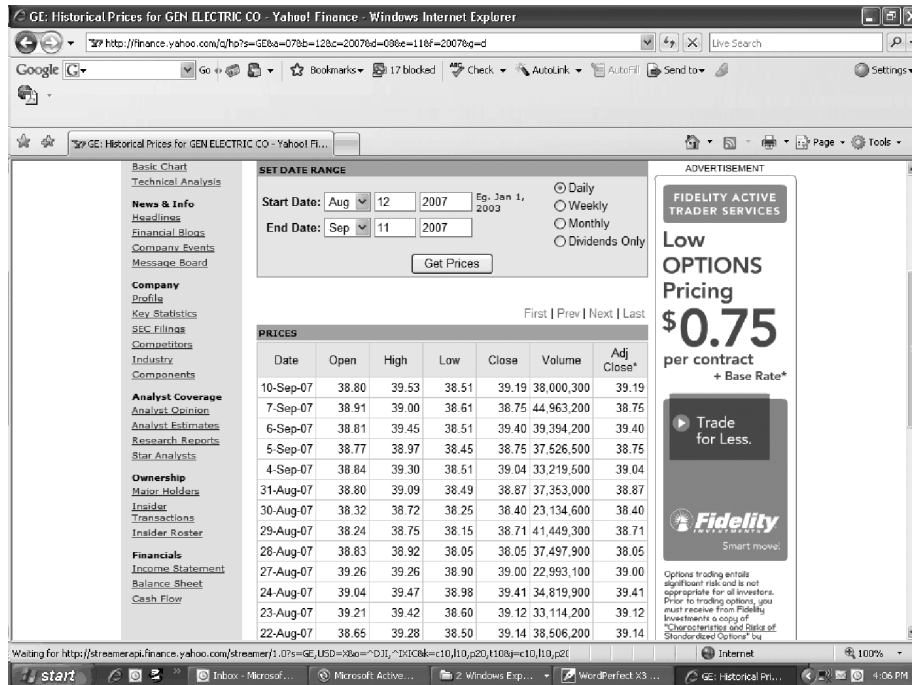 GE: Historical Prices for GEN ELECTRIC CO - Yahoo! Finance - Windows Internet Explorer
http://finance.yahoo.com/q/hp?s=GE&a=07&b=12&c=2007&d=08&e=11&f=2007&g=d
Live Search
Google G Go Bookmarks 17 blocked Check AutoLink AutoFill Send to Settings
GE: Historical Prices for GEN ELECTRIC CO - Yahoo! Fi...
Page Tools
Basic Chart
Technical Analysis
News & Info
Headlines
Financial Blogs
Company Events
Message Board
Company
Profile
Key Statistics
SEC Filings
Competitors
Industry
Components
Analyst Coverage
Analyst Opinion
Analyst Estimates
Research Reports
Star Analysts
Ownership
Major Holders
Insider
Transactions
Insider Roster
Financials
Income Statement
Balance Sheet
Cash Flow
SET DATE RANGE
Start Date: Aug 12 2007 Eg. Jan 1, 2003
End Date: Sep 11 2007
Daily
Weekly
Monthly
Dividends Only
Get Prices
First | Prev | Next | Last
PRICES
Date Open High Low Close Volume Adj Close*
10-Sep-07 38.80 39.53 38.51 39.19 38,000,300 39.19
7-Sep-07 38.91 39.00 38.61 38.75 44,963,200 38.75
6-Sep-07 38.81 39.45 38.51 39.40 39,394,200 39.40
5-Sep-07 38.77 38.97 38.45 38.75 37,526,500 38.75
4-Sep-07 38.84 39.30 38.51 39.04 33,219,500 39.04
31-Aug-07 38.80 39.09 38.49 38.87 37,353,000 38.87
30-Aug-07 38.32 38.72 38.25 38.40 23,134,600 38.40
29-Aug-07 38.24 38.75 38.15 38.71 41,449,300 38.71
28-Aug-07 38.83 38.92 38.05 38.05 37,497,900 38.05
27-Aug-07 39.26 39.26 38.90 39.00 22,993,100 39.00
24-Aug-07 39.04 39.47 38.98 39.41 34,819,900 39.41
23-Aug-07 39.21 39.42 38.60 39.12 33,114,200 39.12
22-Aug-07 38.65 39.28 38.50 39.14 38,506,200 39.14
ADVERTISEMENT
FIDELITY ACTIVE
TRADER SERVICES
Low
OPTIONS
Pricing
$0.75
per contract
+ Base Rate*
Trade
for Less.
Fidelity
INVESTMENTS
Smart move!
Options trading entails
significant risk and is not
appropriate for all investors.
Prior to trading options, you
must receive from Fidelity
Investments a copy of
"Characteristics and Risks of
Standardized Options" by
Waiting for http://streamerapi.finance.yahoo.com/streamer/1.0?s=GE,USD=X&o=^DJI,^IXIC&k=c10,l10,p20,t10&j=c10,l10,p20
Internet 100%
start Inbox - Microsof... Microsoft Active... 2 Windows Exp... WordPerfect X3 ... GE: Historical Pri... 4:06 PM